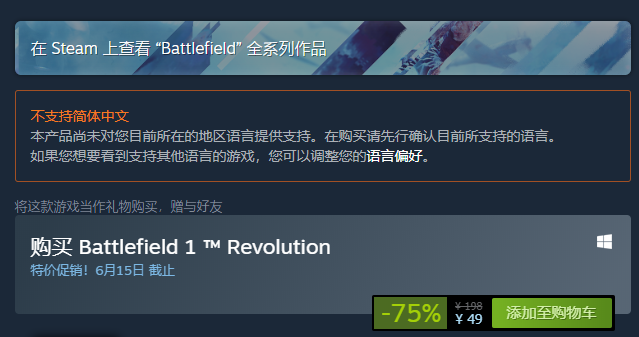 在 Steam 上查看 “Battlefield” 全系列作品
不支持简体中文
本产品尚未对您目前所在的地区语言提供支持。在购买请先行确认目前所支持的语言。
如果您想要看到支持其他语言的游戏，您可以调整您的语言偏好。
将这款游戏当作礼物购买，赠与好友
购买 Battlefield 1 ™ Revolution
特价促销！6月15日 截止
-75%
¥ 198
¥ 49
添加至购物车